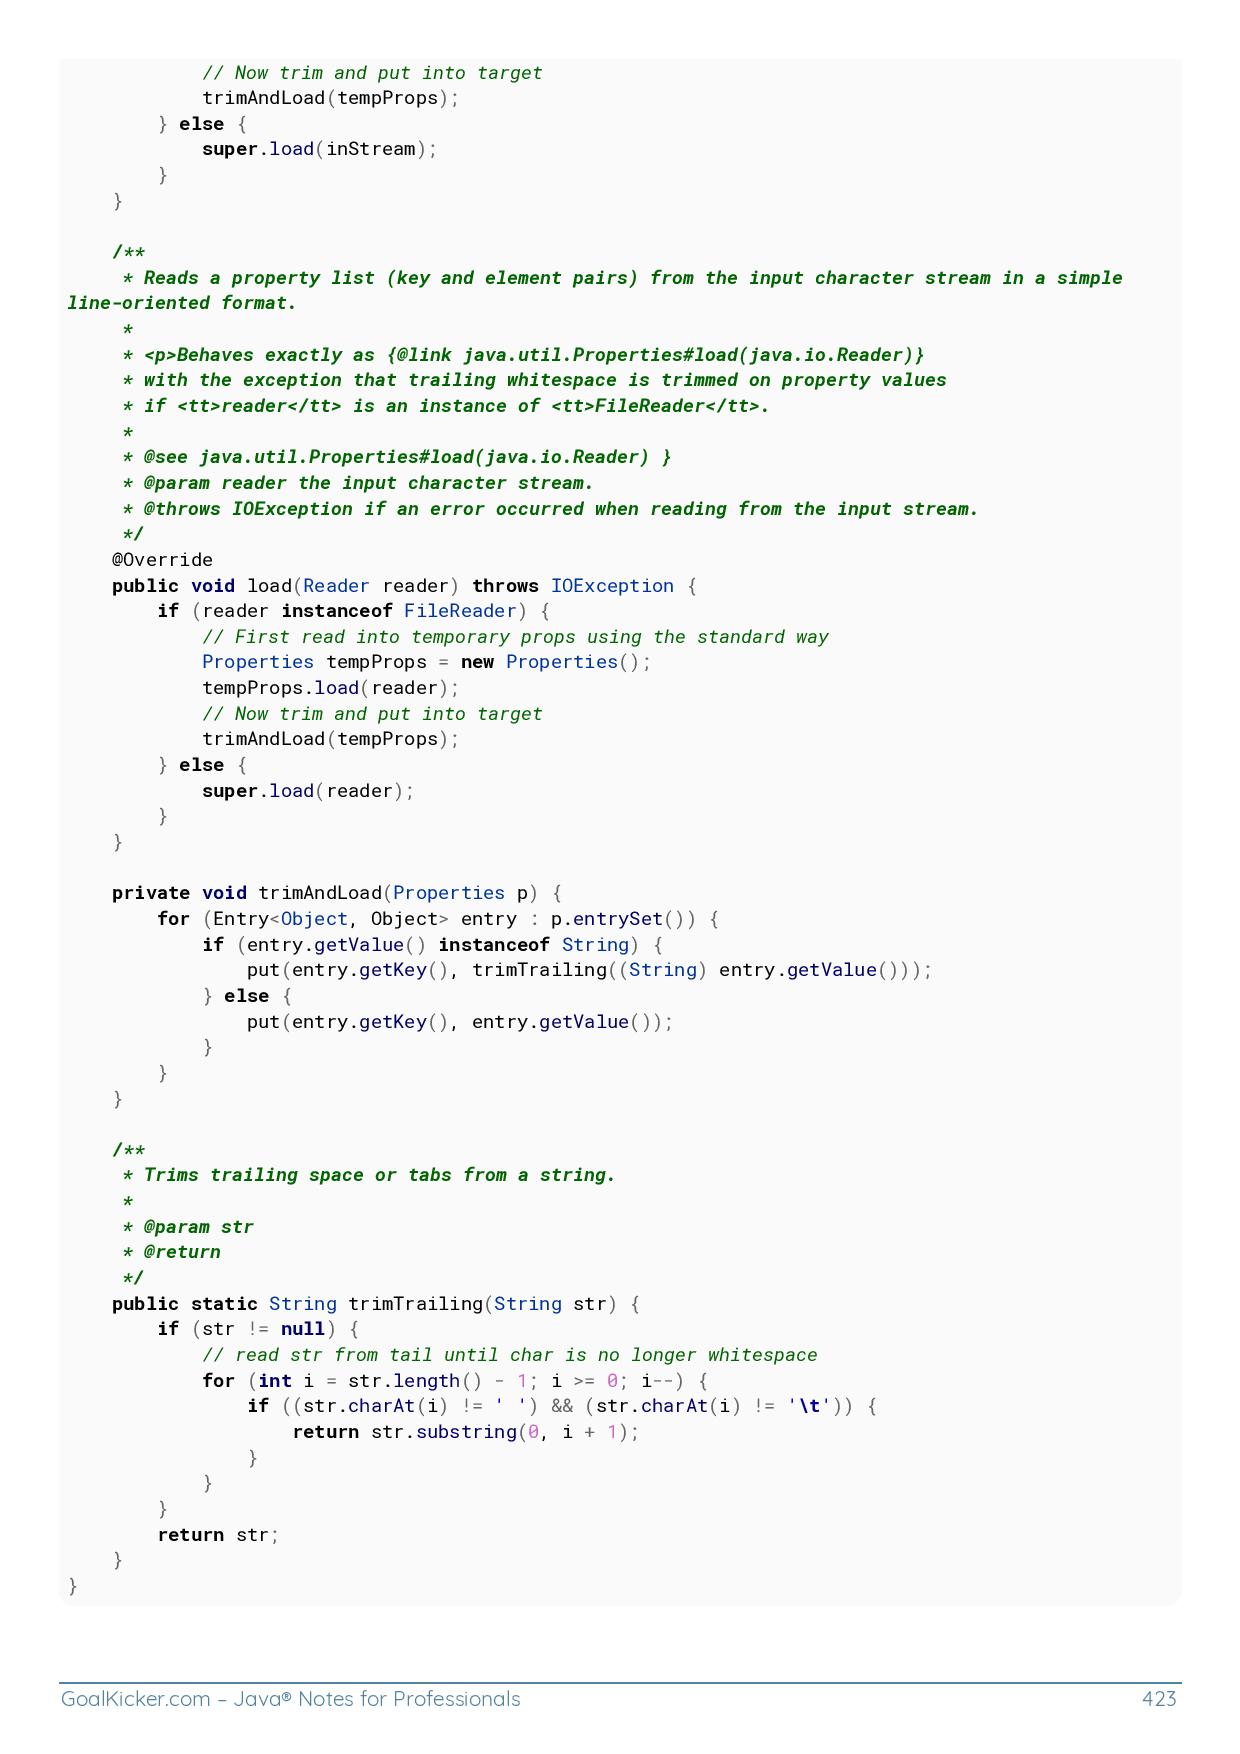 // Now trim and put into target
            trimAndLoad(tempProps);
        } else {
            super.load(inStream);
        }
    }

    /**
     * Reads a property list (key and element pairs) from the input character stream in a simple
line-oriented format.
     *
     * <p>Behaves exactly as {@link java.util.Properties#load(java.io.Reader)}
     * with the exception that trailing whitespace is trimmed on property values
     * if <tt>reader</tt> is an instance of <tt>FileReader</tt>.
     *
     * @see java.util.Properties#load(java.io.Reader) }
     * @param reader the input character stream.
     * @throws IOException if an error occurred when reading from the input stream.
     */
    @Override
    public void load(Reader reader) throws IOException {
        if (reader instanceof FileReader) {
            // First read into temporary props using the standard way
            Properties tempProps = new Properties();
            tempProps.load(reader);
            // Now trim and put into target
            trimAndLoad(tempProps);
        } else {
            super.load(reader);
        }
    }

    private void trimAndLoad(Properties p) {
        for (Entry<Object, Object> entry : p.entrySet()) {
            if (entry.getValue() instanceof String) {
                put(entry.getKey(), trimTrailing((String) entry.getValue()));
            } else {
                put(entry.getKey(), entry.getValue());
            }
        }
    }

    /**
     * Trims trailing space or tabs from a string.
     *
     * @param str
     * @return
     */
    public static String trimTrailing(String str) {
        if (str != null) {
            // read str from tail until char is no longer whitespace
            for (int i = str.length() - 1; i >= 0; i--) {
                if ((str.charAt(i) != ' ') && (str.charAt(i) != '\t')) {
                    return str.substring(0, i + 1);
                }
            }
        }
        return str;
    }
}
GoalKicker.com – Java® Notes for Professionals 423